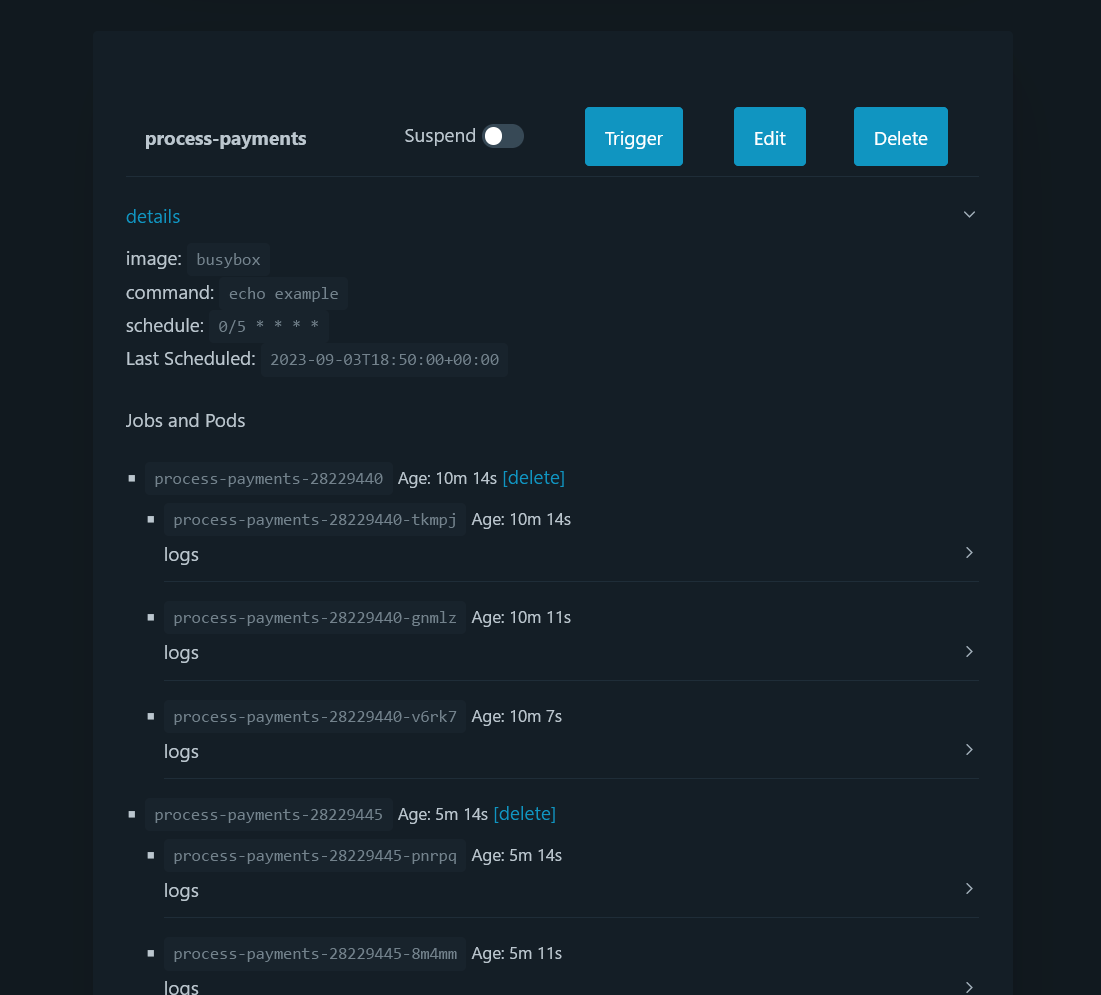 process-payments Suspend Trigger Edit Delete
details
image: busybox
command: echo example
schedule: 0/5 * * * *
Last Scheduled: 2023-09-03T18:50:00+00:00
Jobs and Pods
process-payments-28229440 Age: 10m 14s [delete]
process-payments-28229440-tkmpj Age: 10m 14s
logs
process-payments-28229440-gnmlz Age: 10m 11s
logs
process-payments-28229440-v6rk7 Age: 10m 7s
logs
process-payments-28229445 Age: 5m 14s [delete]
process-payments-28229445-pnrpq Age: 5m 14s
logs
process-payments-28229445-8m4mm Age: 5m 11s
logs